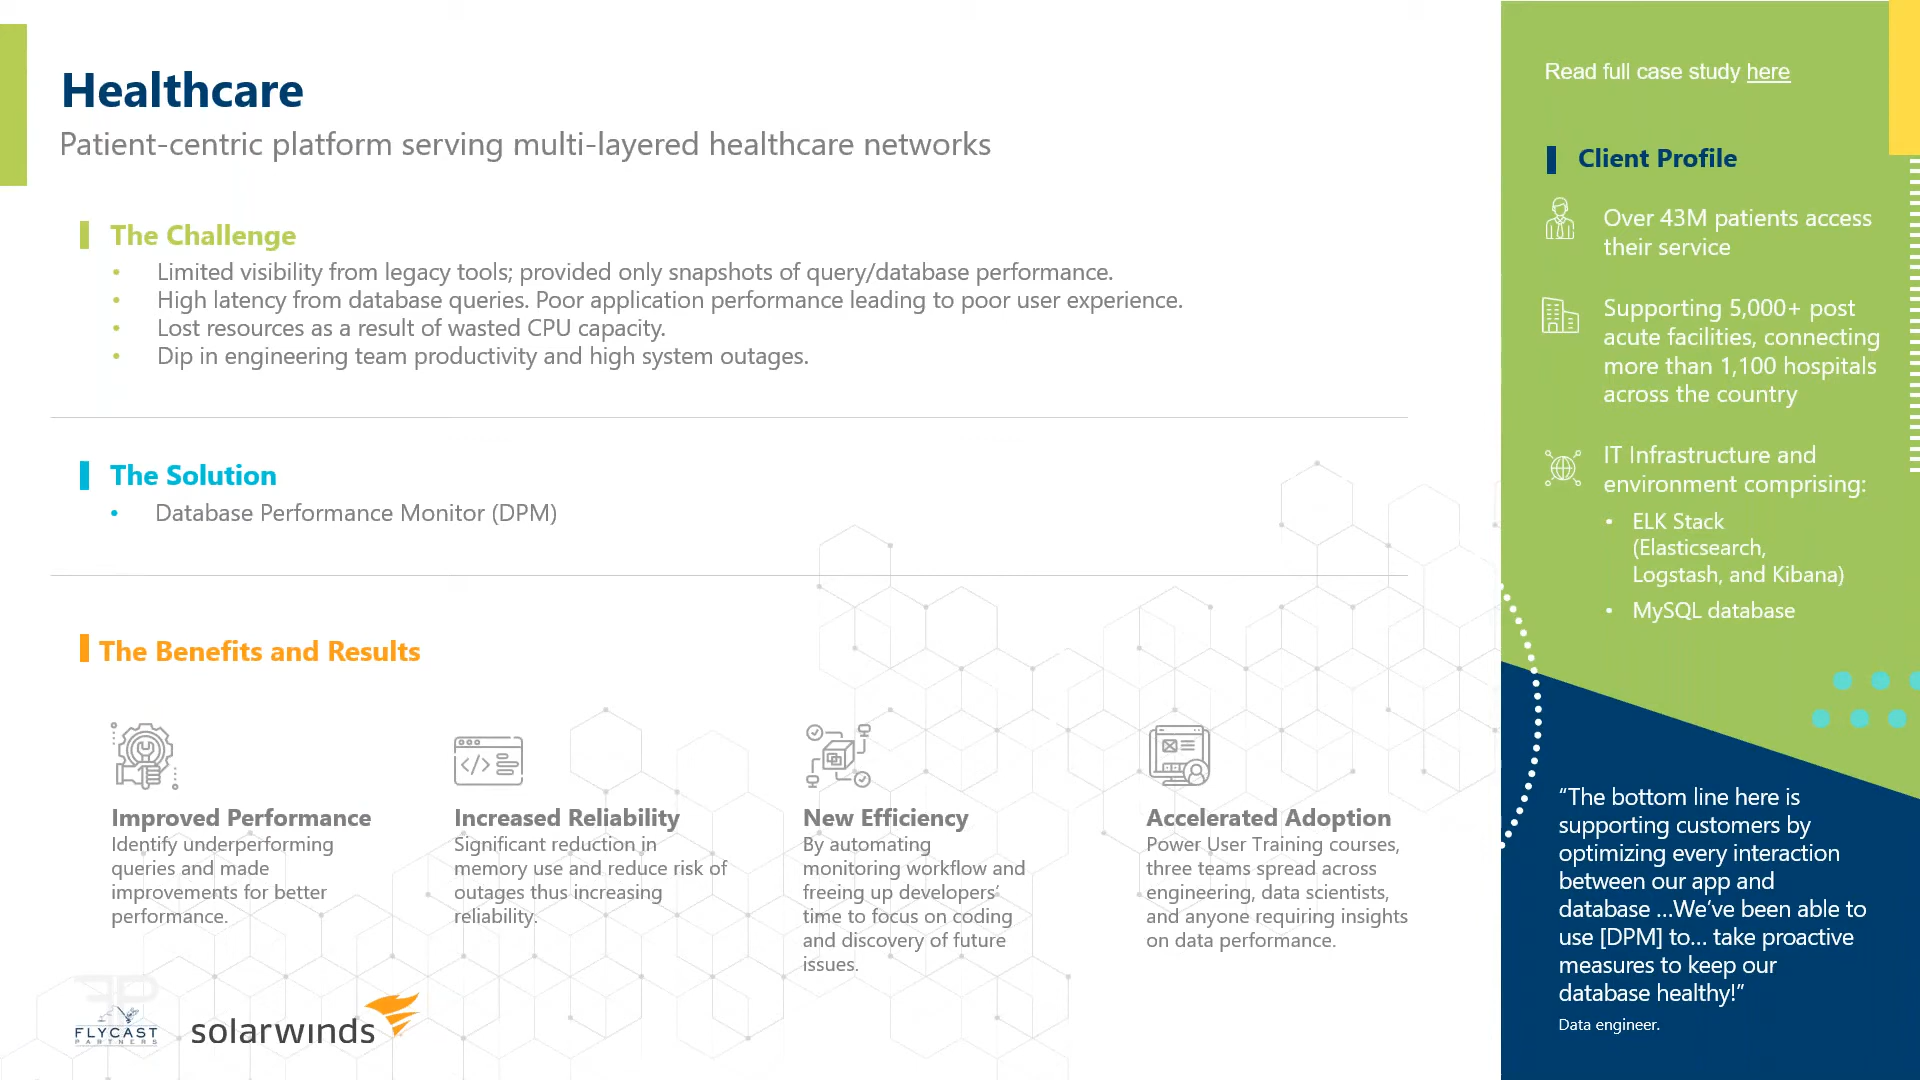 Healthcare
Patient-centric platform serving multi-layered healthcare networks
The Challenge
• Limited visibility from legacy tools; provided only snapshots of query/database performance.
• High latency from database queries. Poor application performance leading to poor user experience.
• Lost resources as a result of wasted CPU capacity.
• Dip in engineering team productivity and high system outages.
The Solution
• Database Performance Monitor (DPM)
The Benefits and Results
Improved Performance
Identify underperforming
queries and made
improvements for better
performance.
Increased Reliability
Significant reduction in
memory use and reduce risk of
outages thus increasing
reliability.
New Efficiency
By automating
monitoring workflow and
freeing up developers’
time to focus on coding
and discovery of future
issues.
Accelerated Adoption
Power User Training courses,
three teams spread across
engineering, data scientists,
and anyone requiring insights
on data performance.
FLYCAST
PARTNERS
solarwinds
Read full case study here
Client Profile
Over 43M patients access
their service
Supporting 5,000+ post
acute facilities, connecting
more than 1,100 hospitals
across the country
IT Infrastructure and
environment comprising:
• ELK Stack
(Elasticsearch,
Logstash, and Kibana)
• MySQL database
“The bottom line here is
supporting customers by
optimizing every interaction
between our app and
database ...We’ve been able to
use [DPM] to... take proactive
measures to keep our
database healthy!”
Data engineer.